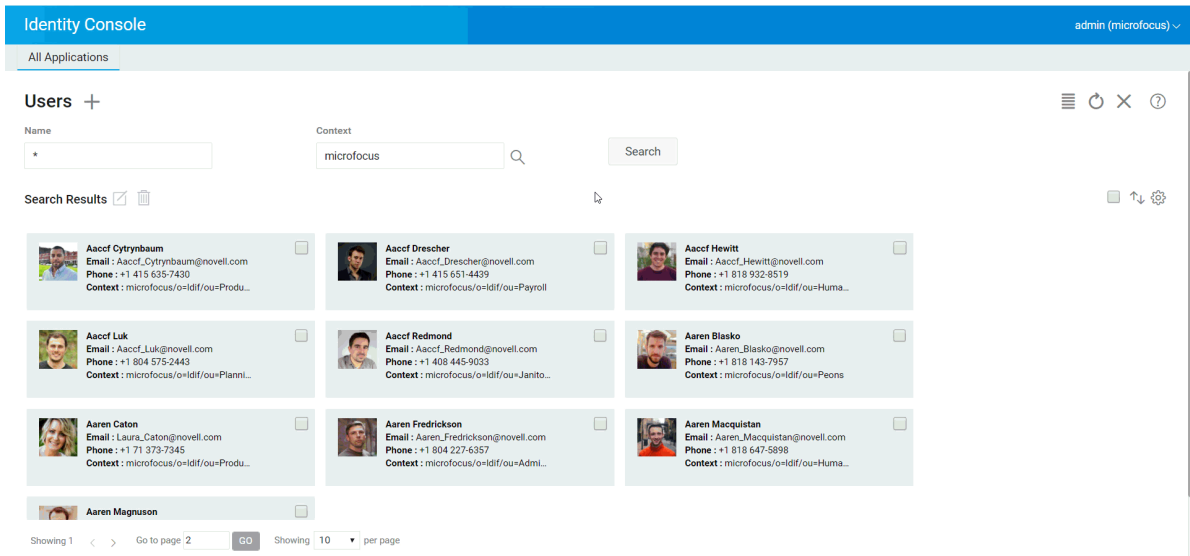 Identity Console
admin (microfocus)
All Applications
Users
Name
Context
*
microfocus
Search
Search Results
Aaccf Cytrynbaum
Email : Aaccf_Cytrynbaum@novell.com
Phone : +1 415 635-7430
Context : microfocus/o=ldif/ou=Produ...
Aaccf Drescher
Email : Aaccf_Drescher@novell.com
Phone : +1 415 651-4439
Context : microfocus/o=ldif/ou=Payroll
Aaccf Hewitt
Email : Aaccf_Hewitt@novell.com
Phone : +1 818 932-8519
Context : microfocus/o=ldif/ou=Huma...
Aaccf Luk
Email : Aaccf_Luk@novell.com
Phone : +1 804 575-2443
Context : microfocus/o=ldif/ou=Planni...
Aaccf Redmond
Email : Aaccf_Redmond@novell.com
Phone : +1 408 445-9033
Context : microfocus/o=ldif/ou=Janito...
Aaren Blasko
Email : Aaren_Blasko@novell.com
Phone : +1 818 143-7957
Context : microfocus/o=ldif/ou=Peons
Aaren Caton
Email : Laura_Caton@novell.com
Phone : +1 71 373-7345
Context : microfocus/o=ldif/ou=Produ...
Aaren Fredrickson
Email : Aaren_Fredrickson@novell.com
Phone : +1 804 227-6357
Context : microfocus/o=ldif/ou=Admi...
Aaren Macquistan
Email : Aaren_Macquistan@novell.com
Phone : +1 818 647-5898
Context : microfocus/o=ldif/ou=Huma...
Aaren Magnuson
Showing 1 < > Go to page 2 GO Showing 10 per page